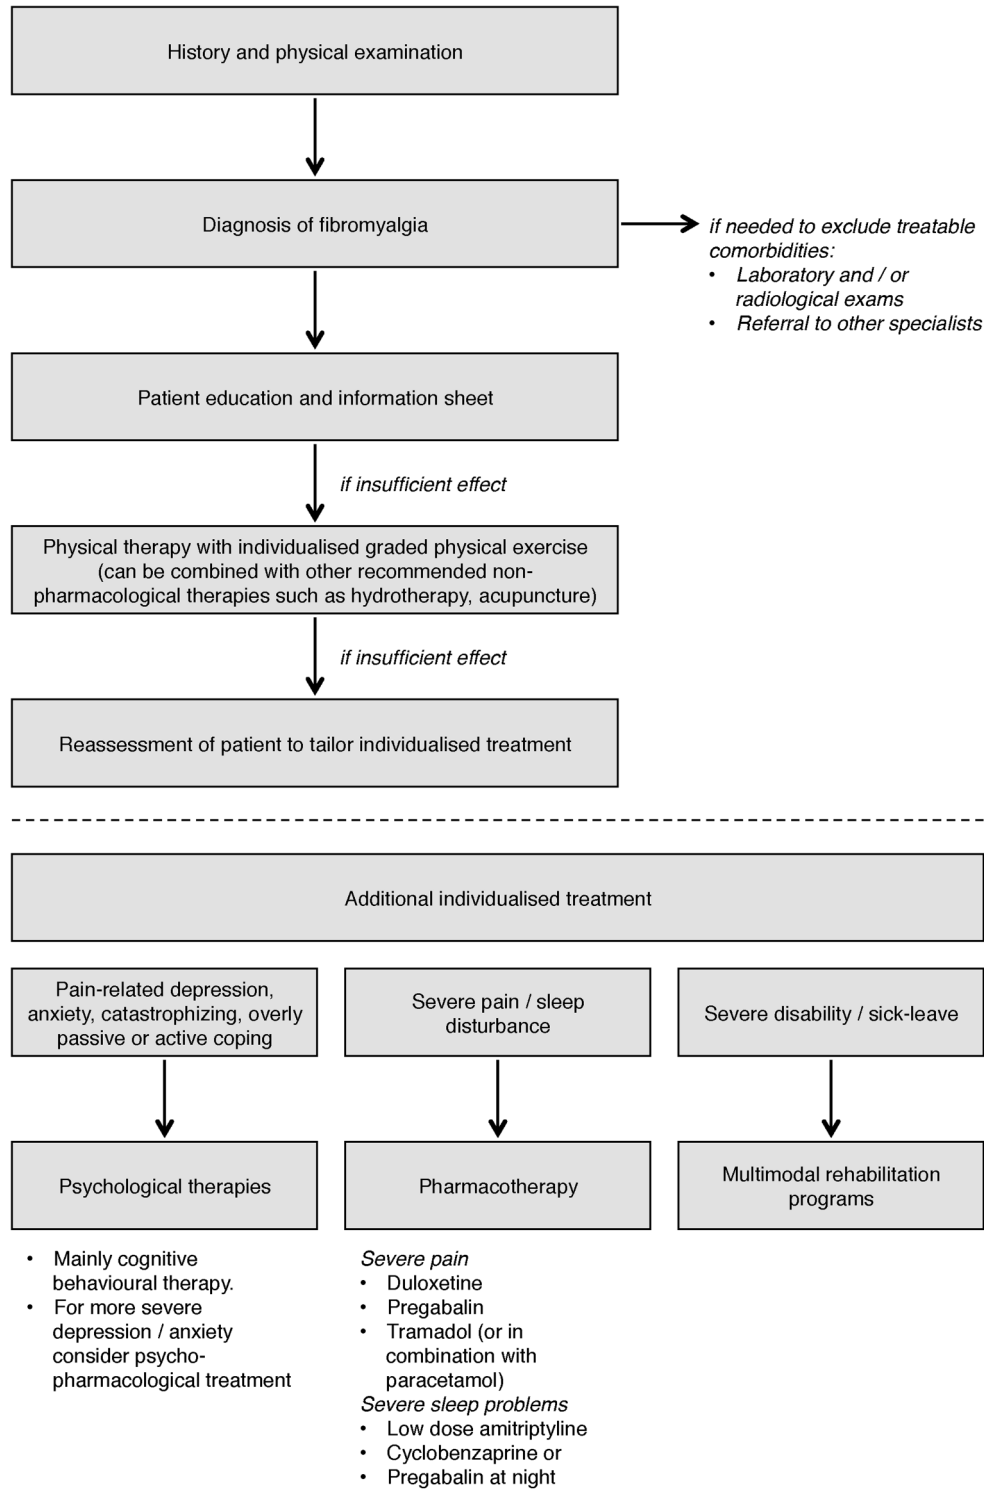 History and physical examination
Diagnosis of fibromyalgia
if needed to exclude treatable
comorbidities:
• Laboratory and / or
radiological exams
• Referral to other specialists
Patient education and information sheet
if insufficient effect
Physical therapy with individualised graded physical exercise
(can be combined with other recommended non-
pharmacological therapies such as hydrotherapy, acupuncture)
if insufficient effect
Reassessment of patient to tailor individualised treatment
Additional individualised treatment
Pain-related depression,
anxiety, catastrophizing, overly
passive or active coping
Psychological therapies
• Mainly cognitive
behavioural therapy.
• For more severe
depression / anxiety
consider psycho-
pharmacological treatment
Severe pain / sleep
disturbance
Pharmacotherapy
Severe pain
• Duloxetine
• Pregabalin
• Tramadol (or in
combination with
paracetamol)
Severe sleep problems
• Low dose amitriptyline
• Cyclobenzaprine or
• Pregabalin at night
Severe disability / sick-leave
Multimodal rehabilitation
programs